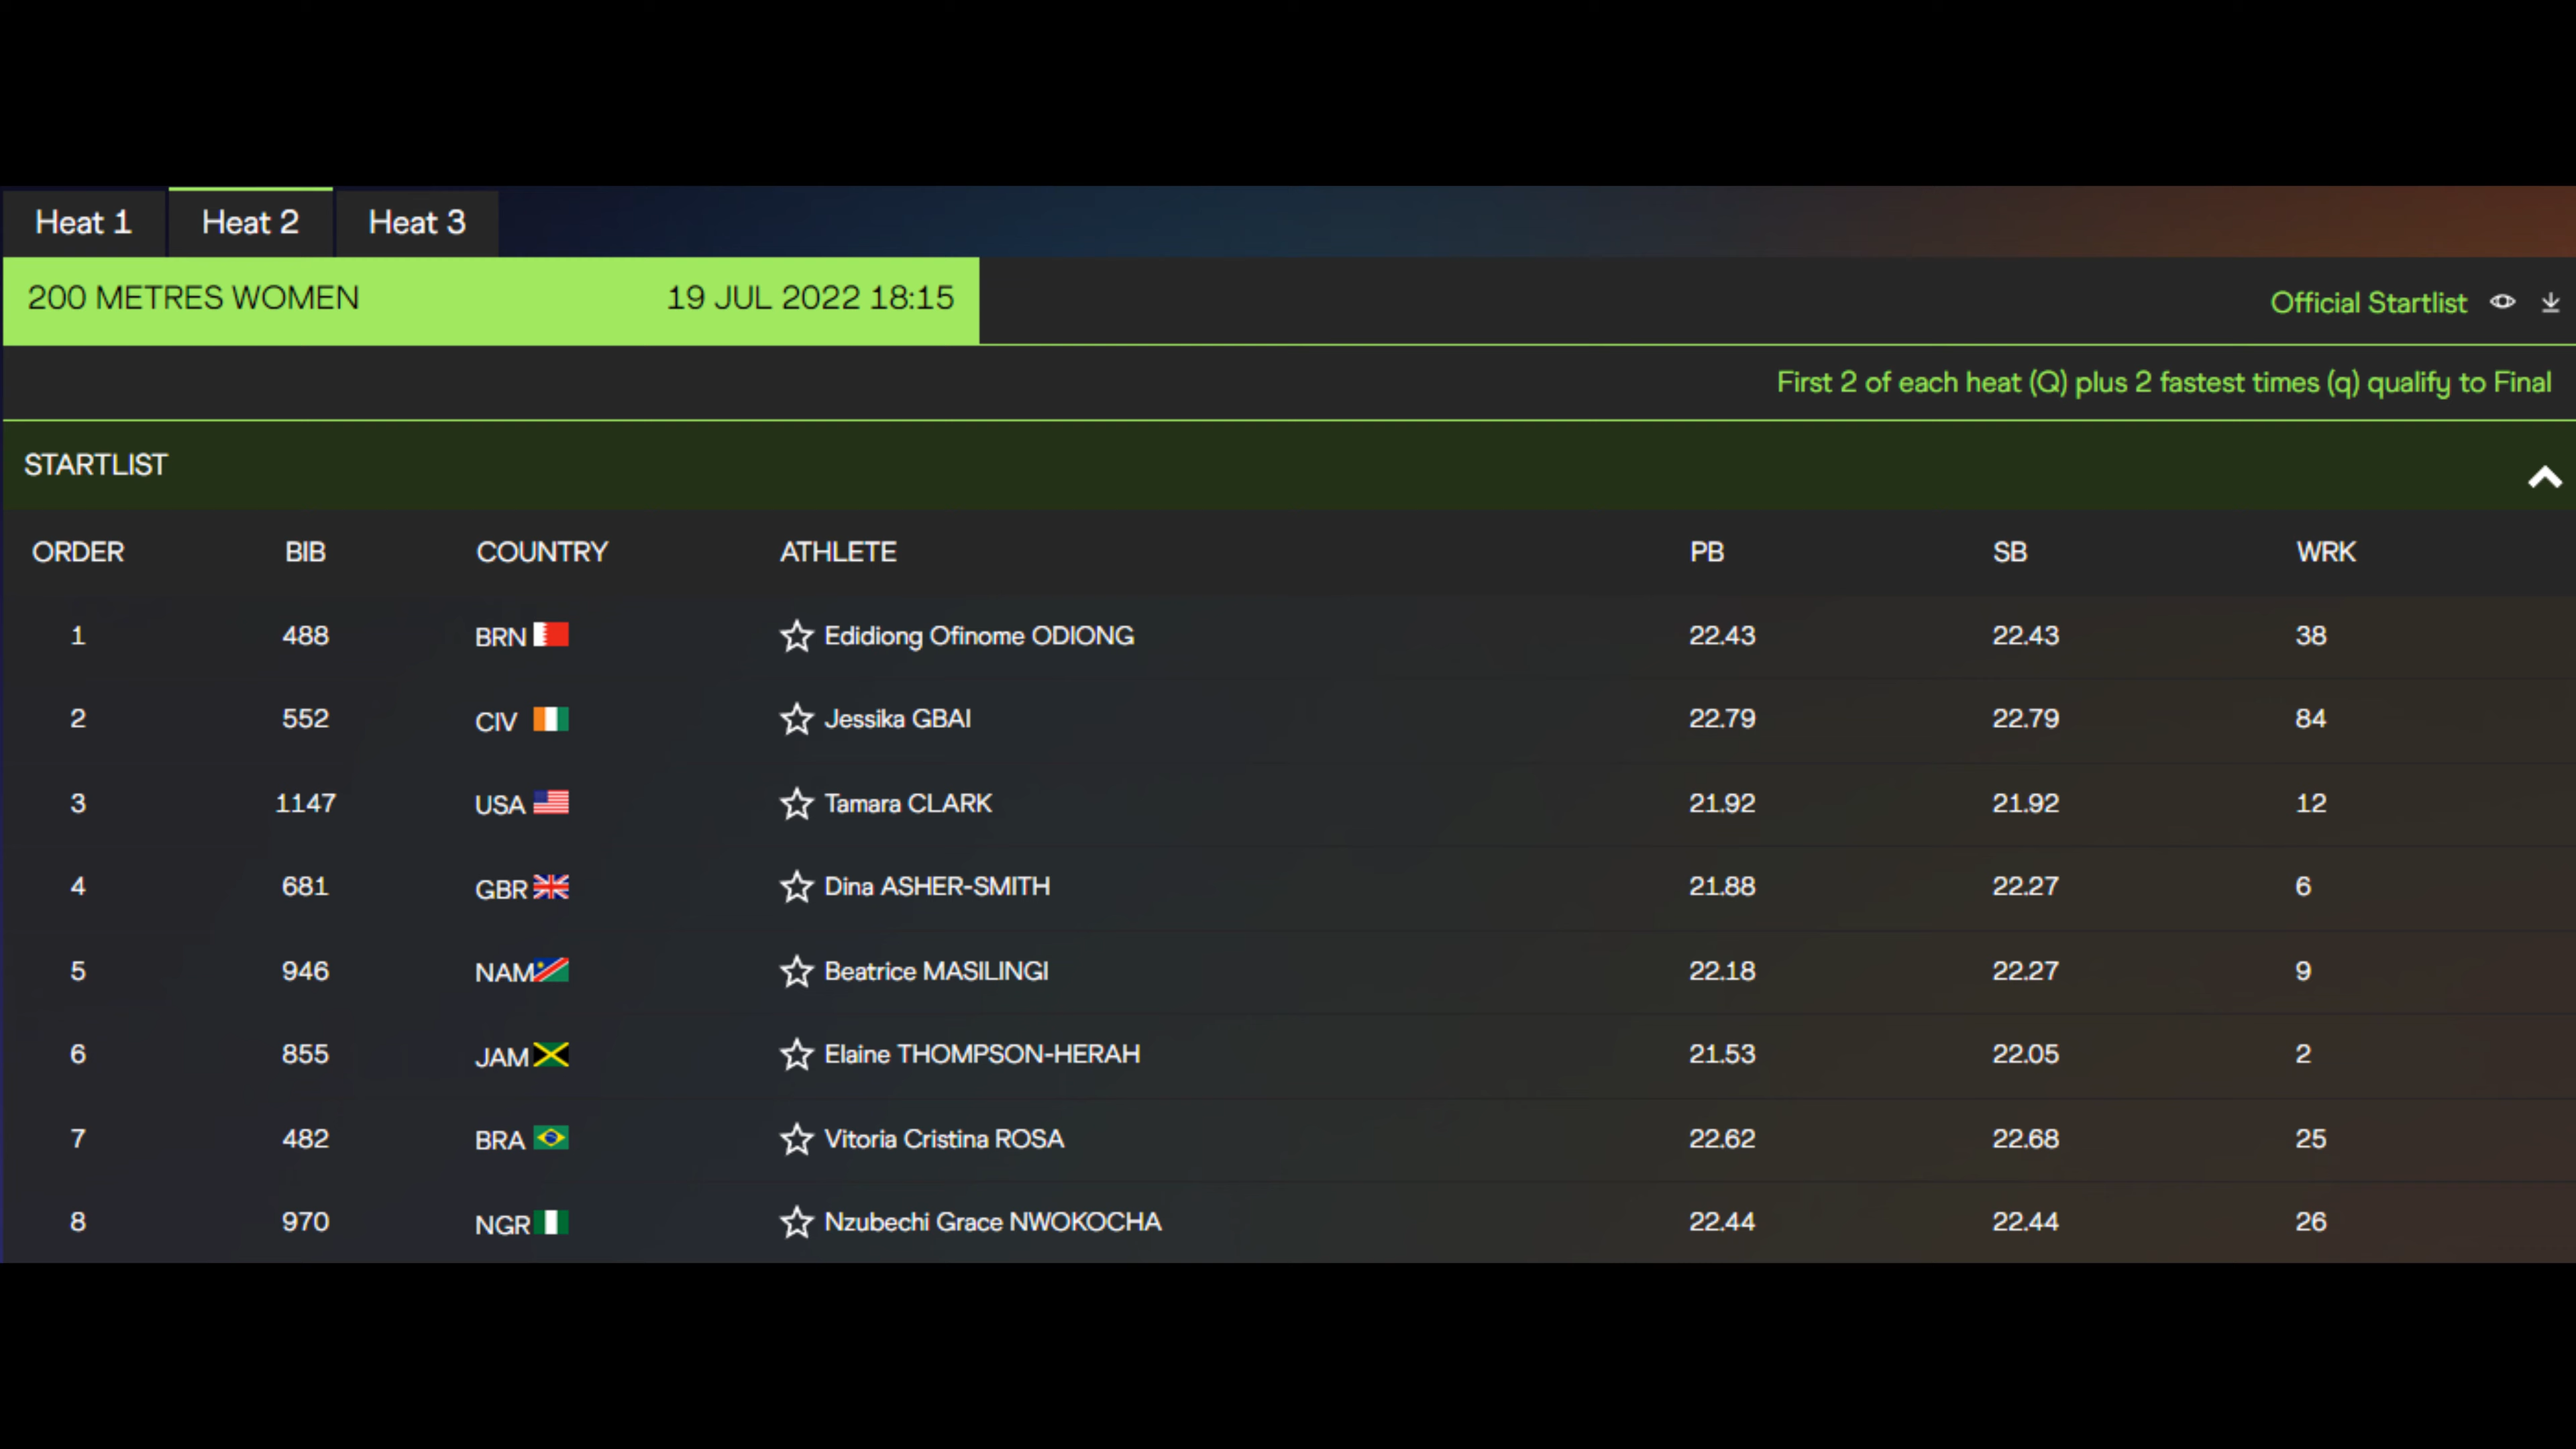 Heat 1 Heat 2 Heat 3
200 METRES WOMEN 19 JUL 2022 18:15 Official Startlist
First 2 of each heat (Q) plus 2 fastest times (q) qualify to Final
STARTLIST
ORDER BIB COUNTRY ATHLETE PB SB WRK
1 488 BRN Edidiong Ofinome ODIONG 22.43 22.43 38
2 552 CIV Jessika GBAI 22.79 22.79 84
3 1147 USA Tamara CLARK 21.92 21.92 12
4 681 GBR Dina ASHER-SMITH 21.88 22.27 6
5 946 NAM Beatrice MASILINGI 22.18 22.27 9
6 855 JAM Elaine THOMPSON-HERAH 21.53 22.05 2
7 482 BRA Vitoria Cristina ROSA 22.62 22.68 25
8 970 NGR Nzubechi Grace NWOKOCHA 22.44 22.44 26